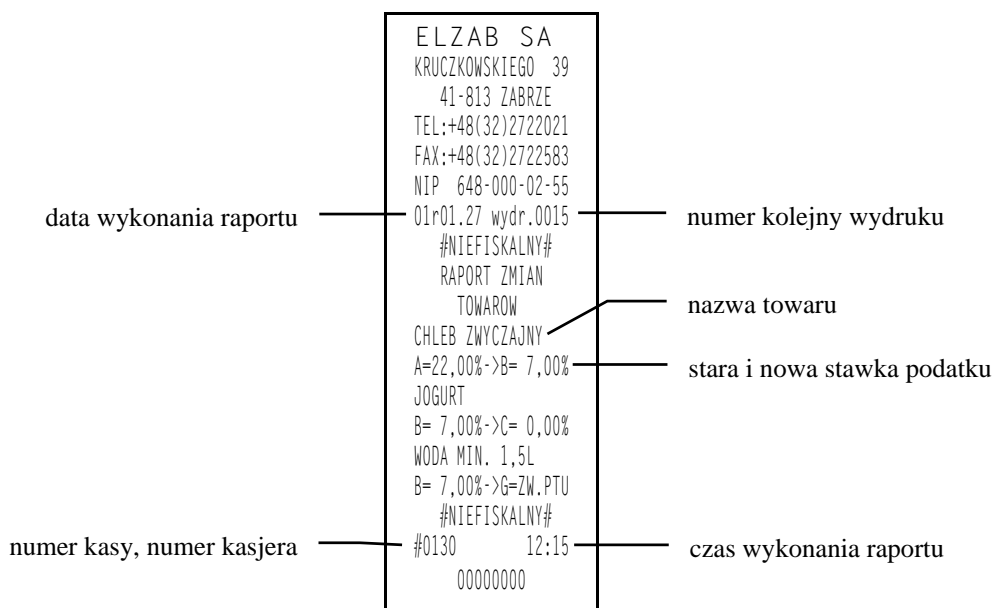 ELZAB SA
KRUCZKOWSKIEGO 39
41-813 ZABRZE
TEL:+48(32)2722021
FAX:+48(32)2722583
NIP 648-000-02-55
data wykonania raportu
01r01.27 wydr.0015
numer kolejny wydruku
#NIEFISKALNY#
RAPORT ZMIAN
TOWAROW
nazwa towaru
CHLEB ZWYCZAJNY
A=22,00%->B= 7,00%
stara i nowa stawka podatku
JOGURT
B= 7,00%->C= 0,00%
WODA MIN. 1,5L
B= 7,00%->G=ZW.PTU
#NIEFISKALNY#
numer kasy, numer kasjera
#0130 12:15
czas wykonania raportu
00000000